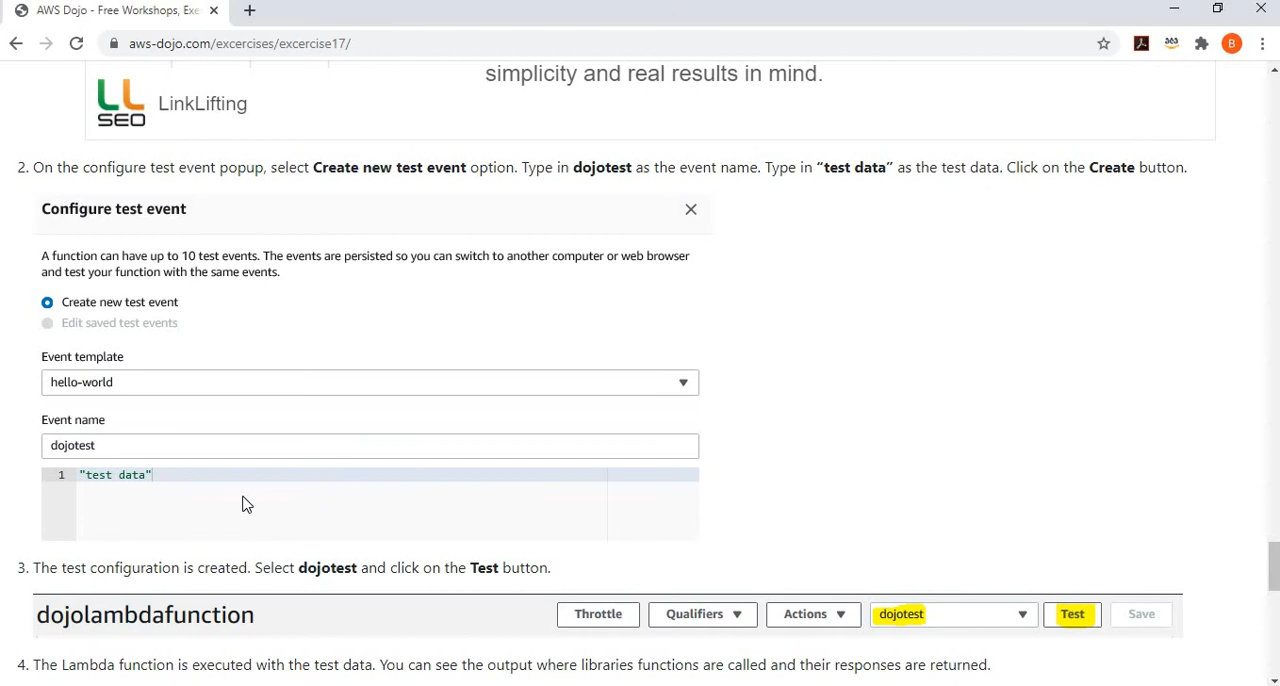 AWS Dojo - Free Workshops, Exe
aws-dojo.com/excercises/excercise17/
B
simplicity and real results in mind.
LL
SEO
LinkLifting
2. On the configure test event popup, select Create new test event option. Type in dojotest as the event name. Type in “test data” as the test data. Click on the Create button.
Configure test event
A function can have up to 10 test events. The events are persisted so you can switch to another computer or web browser
and test your function with the same events.
Create new test event
Edit saved test events
Event template
hello-world
Event name
dojotest
1 "test data"
3. The test configuration is created. Select dojotest and click on the Test button.
dojolambdafunction Throttle Qualifiers Actions dojotest Test Save
4. The Lambda function is executed with the test data. You can see the output where libraries functions are called and their responses are returned.